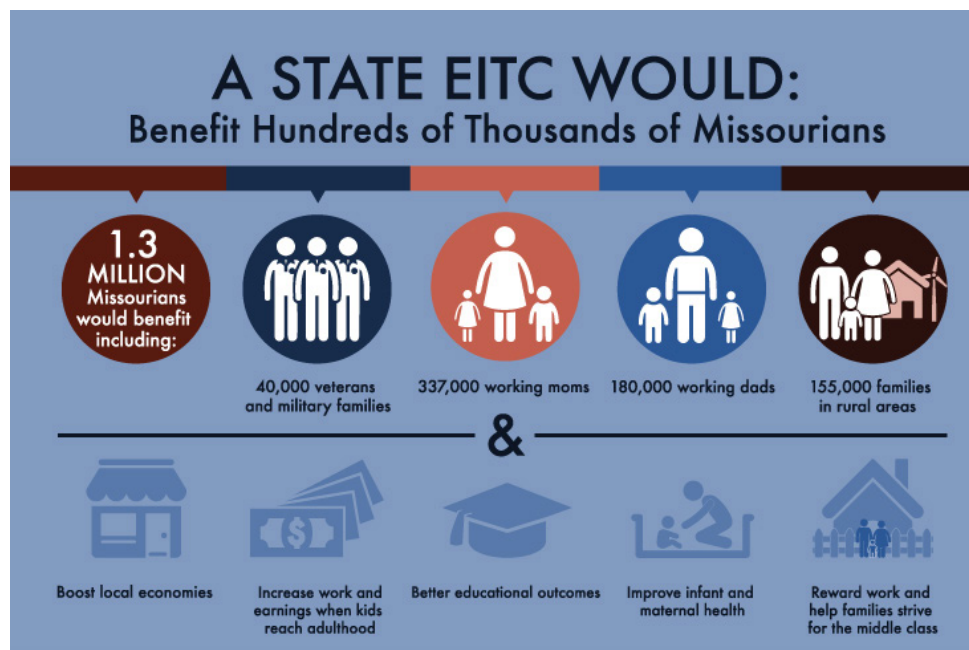 A STATE EITC WOULD:
Benefit Hundreds of Thousands of Missourians
1.3
MILLION
Missourians
would benefit
including:
40,000 veterans
and military families
337,000 working moms
180,000 working dads
155,000 families
in rural areas
&
Boost local economies
Increase work and
earnings when kids
reach adulthood
Better educational outcomes
Improve infant and
maternal health
Reward work and
help families strive
for the middle class
$